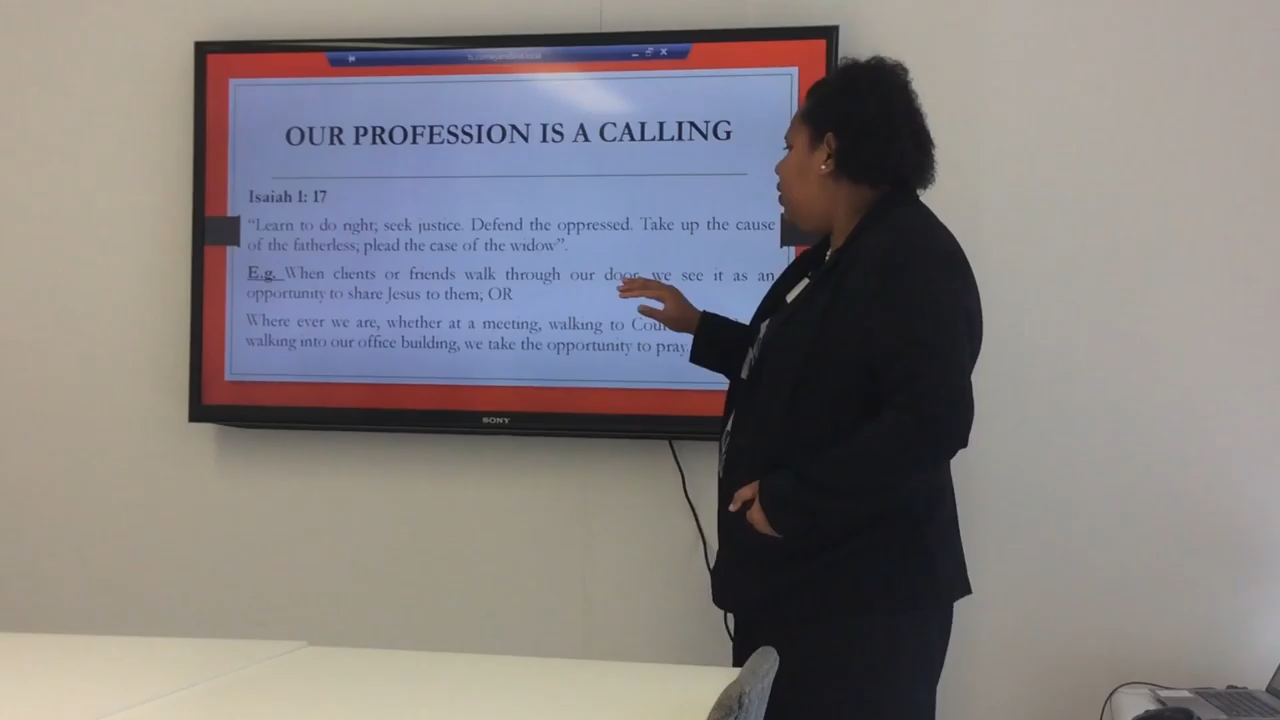 OUR PROFESSION IS A CALLING
Isaiah 1: 17
“Learn to do right; seek justice. Defend the oppressed. Take up the cause
of the fatherless; plead the case of the widow”.
E.g. When clients or friends walk through our door, we see it as an
opportunity to share Jesus to them; OR
Where ever we are, whether at a meeting, walking to
walking into our office building, we take the opportunity to pray.
SONY